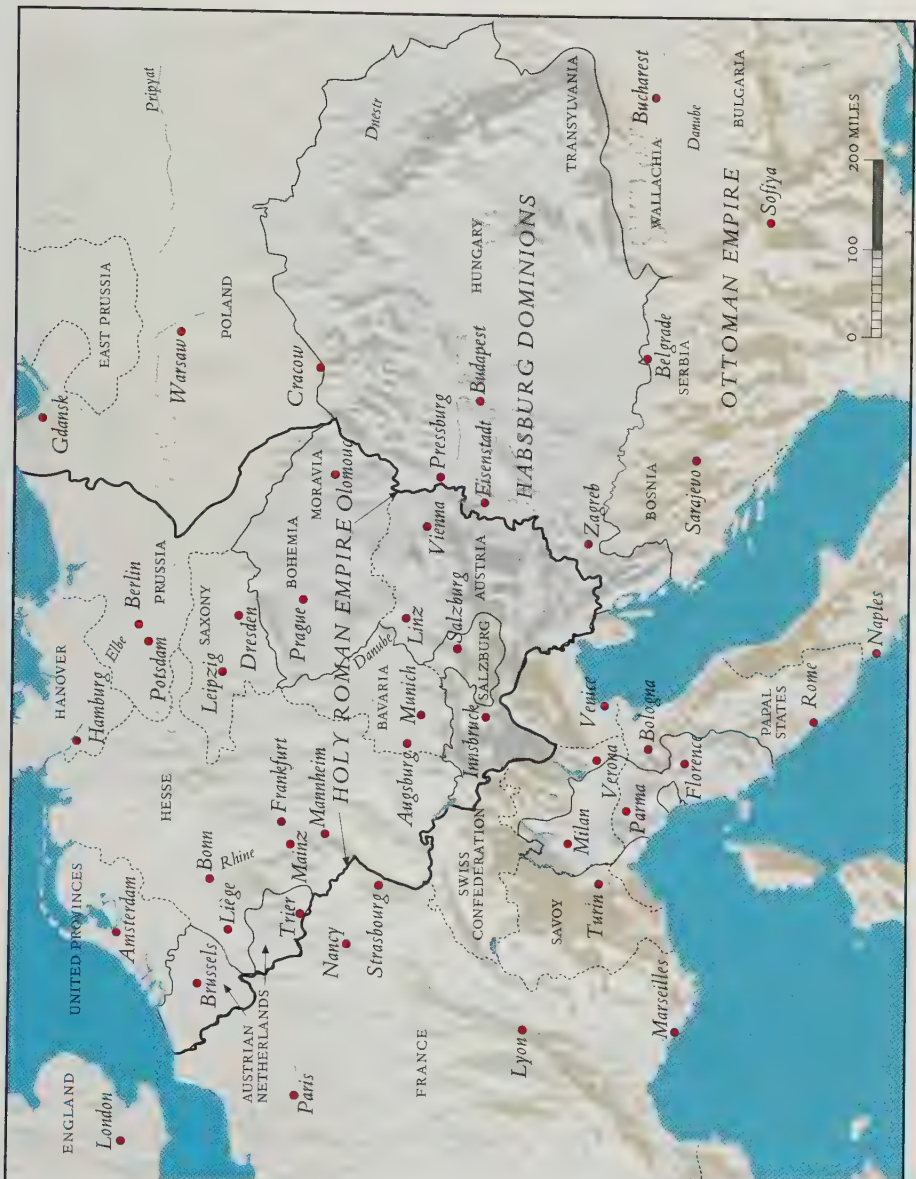 ENGLAND
London
UNITED PROVINCES
Amsterdam
HANOVER
Hamburg
Elbe
Gdansk
EAST PRUSSIA
Pripyat
Berlin
PRUSSIA
Potsdam
Warsaw
POLAND
HESSE
SAXONY
Leipzig
Dresden
Brussels
Bonn
Rhine
Liège
AUSTRIAN
NETHERLANDS
Trier
Frankfurt
Mainz
Mannheim
Paris
Nancy
Strasbourg
HOLY ROMAN EMPIRE
Prague
BOHEMIA
MORAVIA
Olomouc
Cracow
Dnestr
FRANCE
BAVARIA
Danube
Augsburg
Munich
Linz
Vienna
Pressburg
Salzburg
AUSTRIA
Eisenstadt
Budapest
HUNGARY
Innsbruck
SALZBURG
HABSBURG DOMINIONS
TRANSYLVANIA
SWISS
CONFEDERATION
Lyon
SAVOY
Turin
Milan
Verona
Venice
Zagreb
Parma
Bologna
Florence
Marseilles
BOSNIA
Sarajevo
Belgrade
SERBIA
WALLACHIA
Bucharest
Danube
BULGARIA
OTTOMAN EMPIRE
Sofiya
PAPAL
STATES
Rome
Naples
0 100 200 MILES